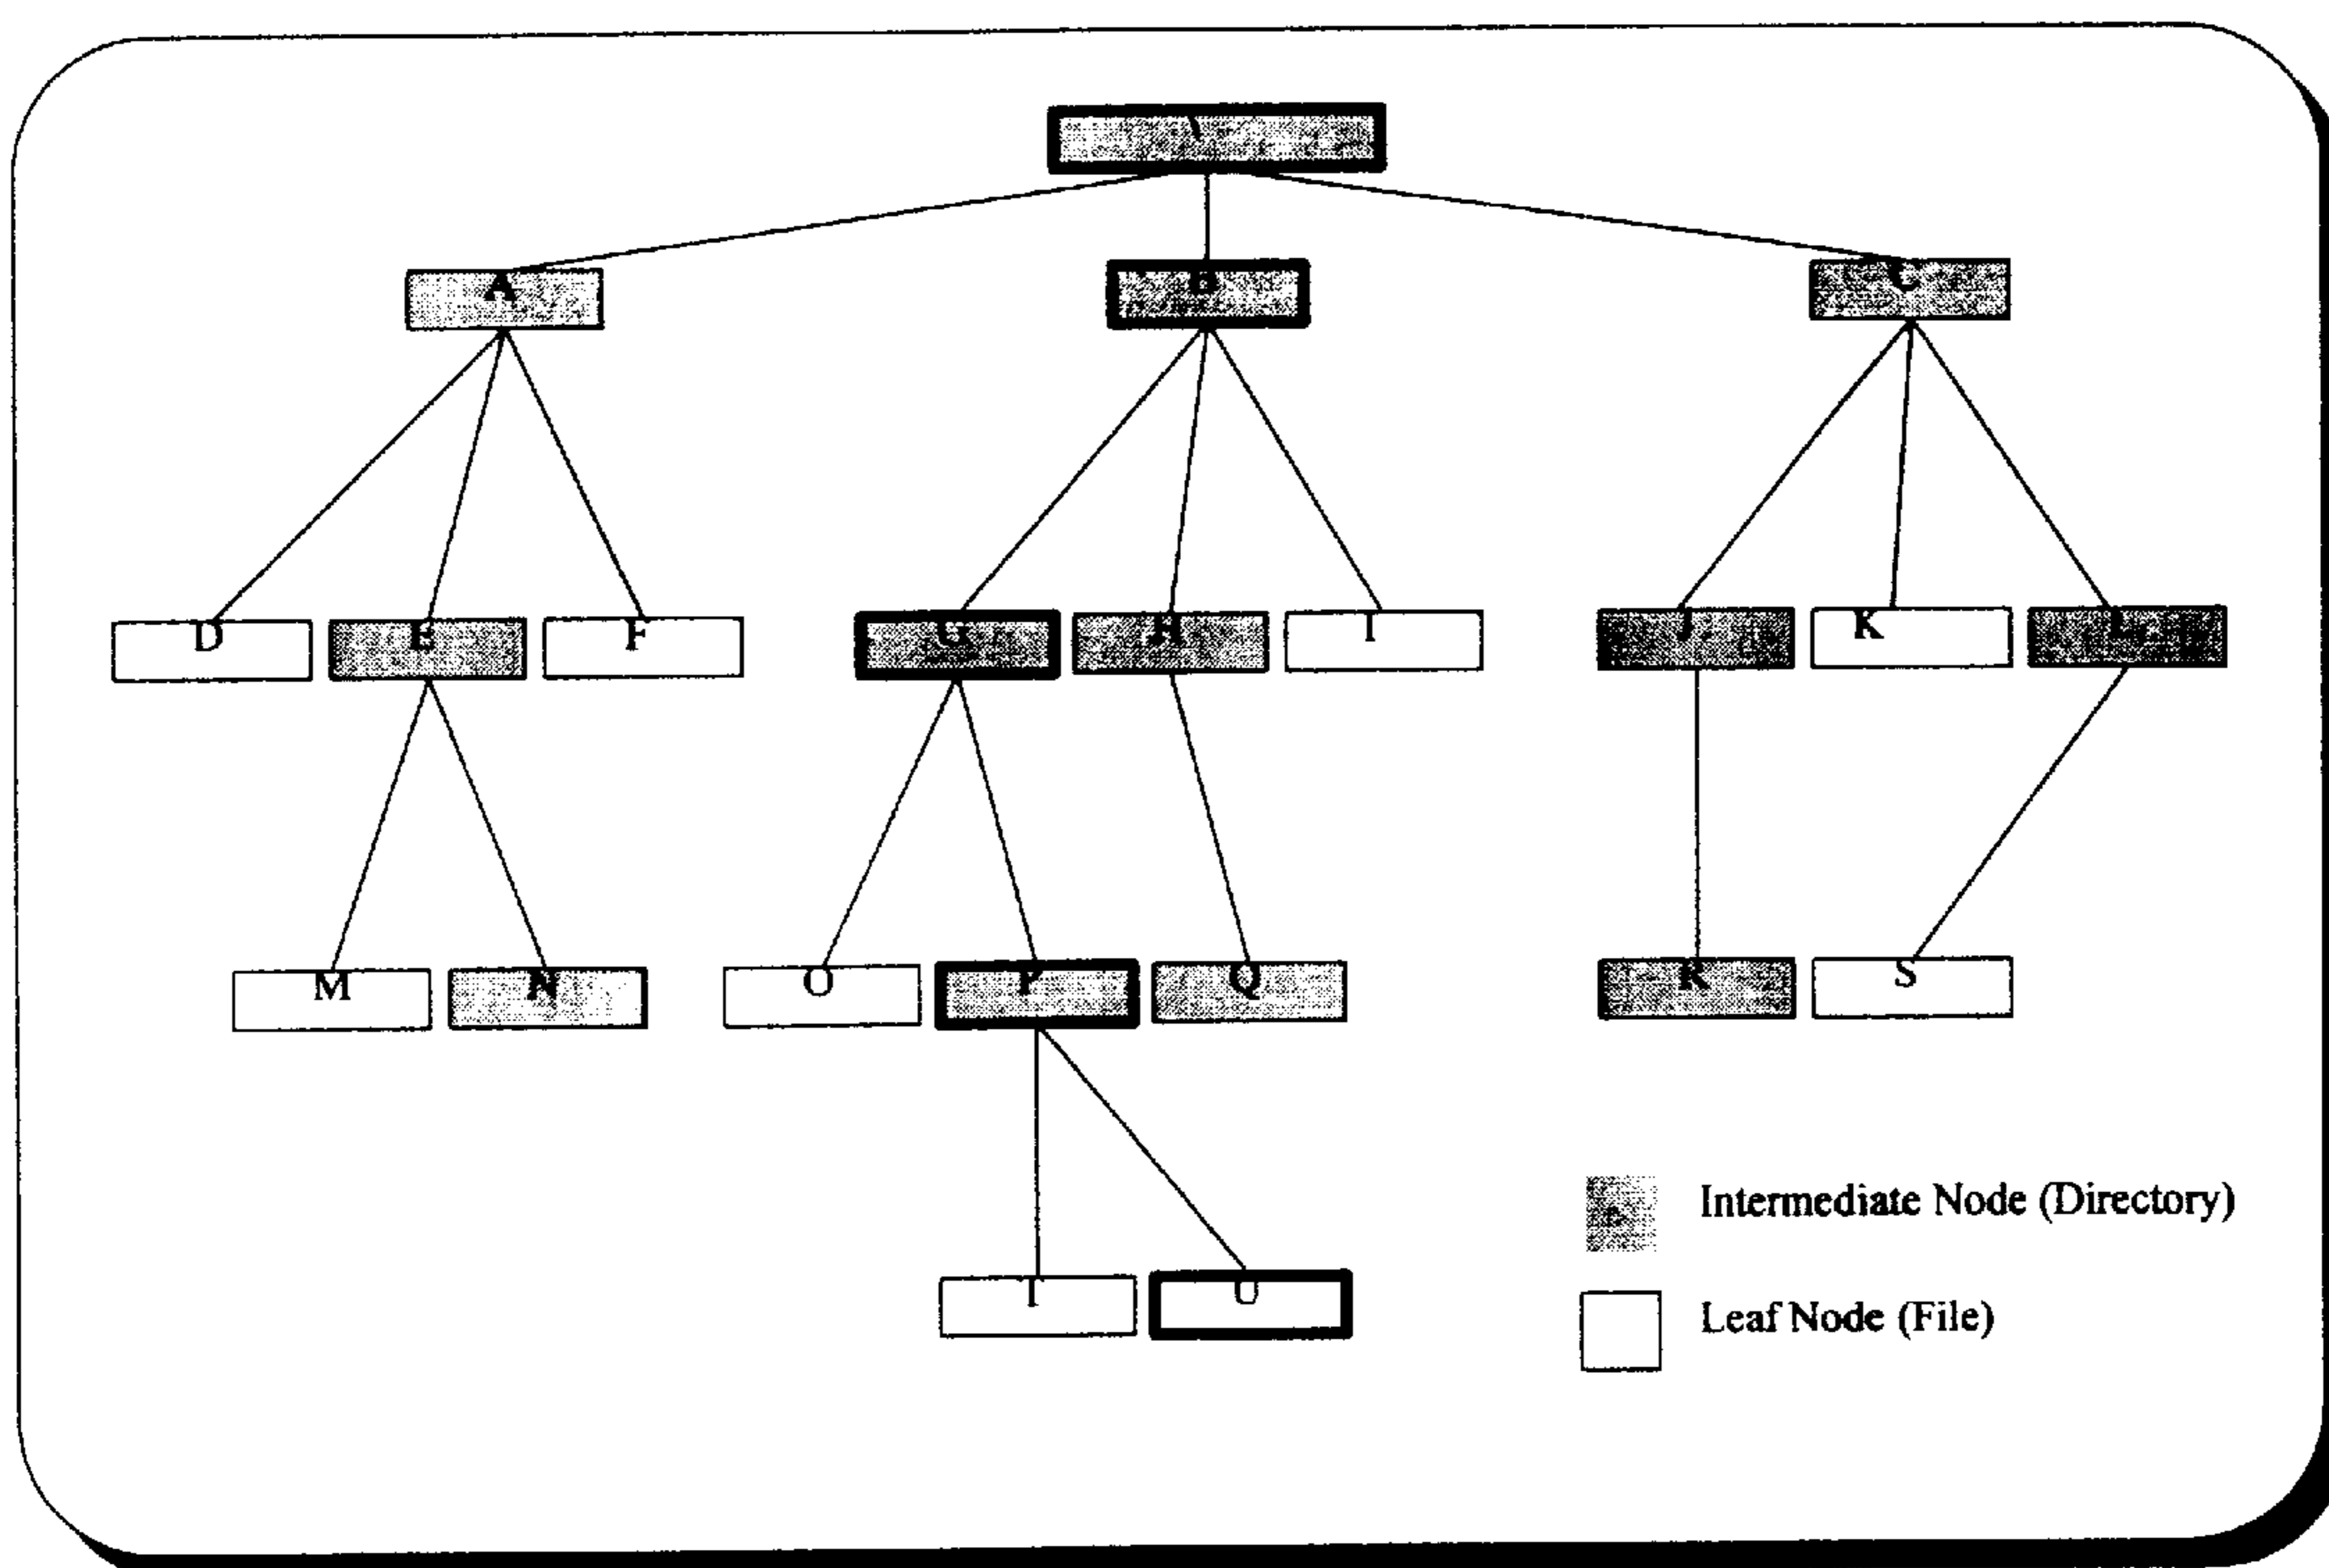 \
A
B
C
D
E
F
G
H
I
J
K
L
M
N
O
P
Q
R
S
T
U
Intermediate Node (Directory)
Leaf Node (File)